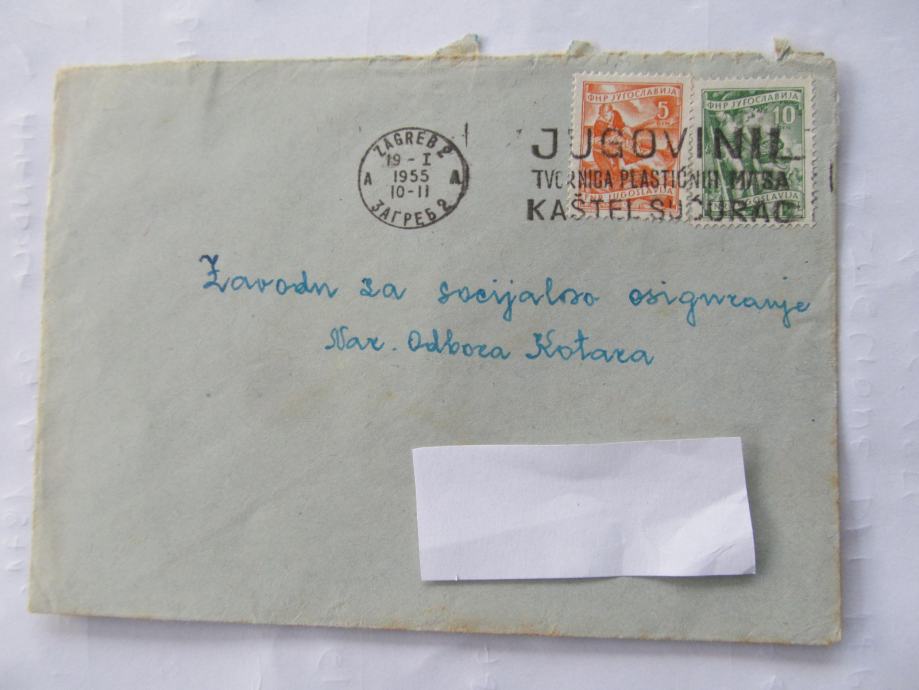 ZAGREB 2
19-I
1955
A A
10-11
ЗАГРЕБ 2
JUGOVINIL
TVORNICA PLASTIČNIH MASA
KAŠTEL SUĆURAC
ФНР ЈУГОСЛАВИЈА
5
ФНР ЈУГОСЛАВИЈА
10
Zavodu za socijalno osiguranje
Nar. Odbora Kotara